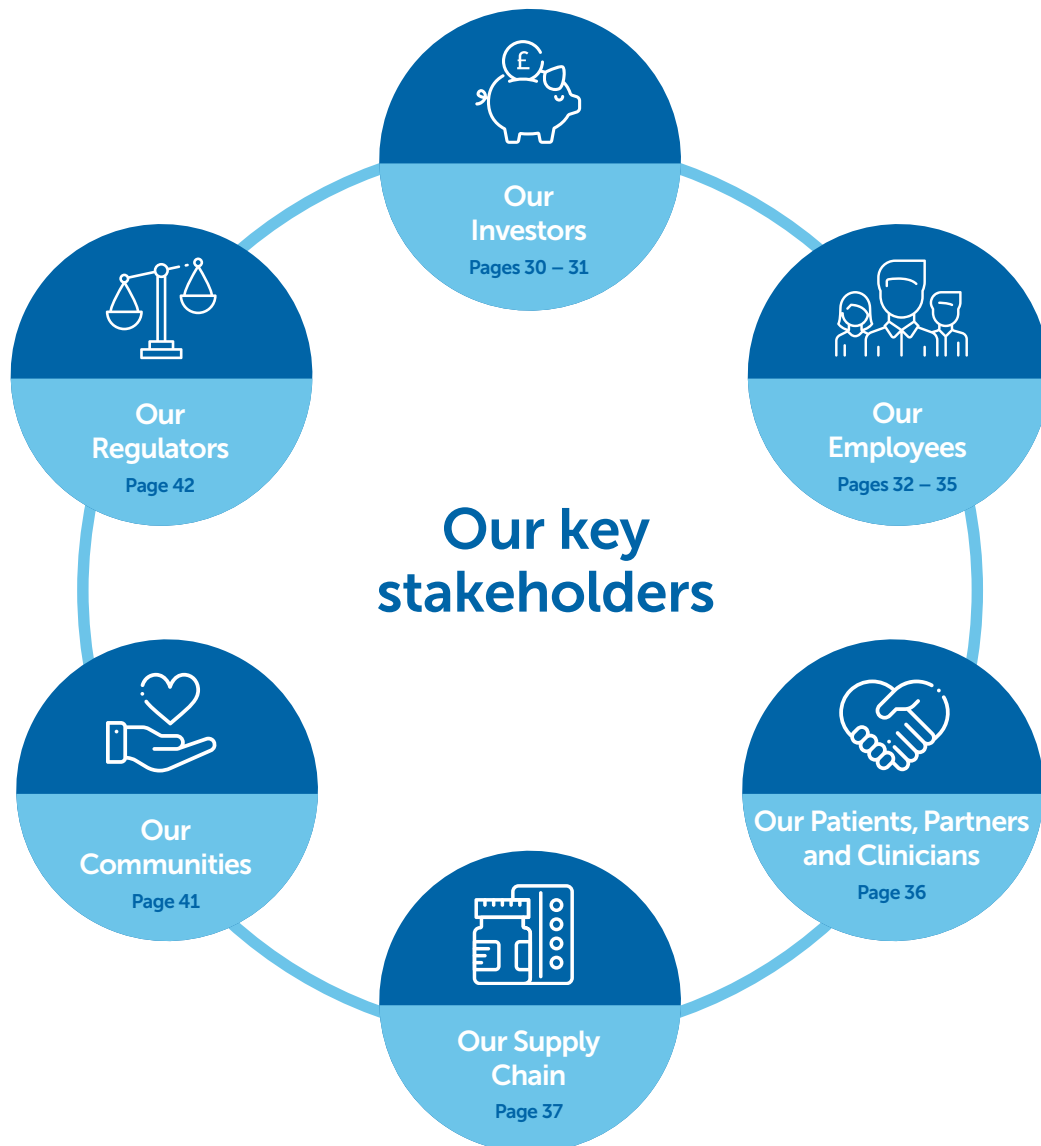 £
Our
Investors
Pages 30 – 31
Our
Employees
Pages 32 – 35
Our Patients, Partners
and Clinicians
Page 36
Our Supply
Chain
Page 37
Our
Communities
Page 41
Our
Regulators
Page 42
Our key
stakeholders